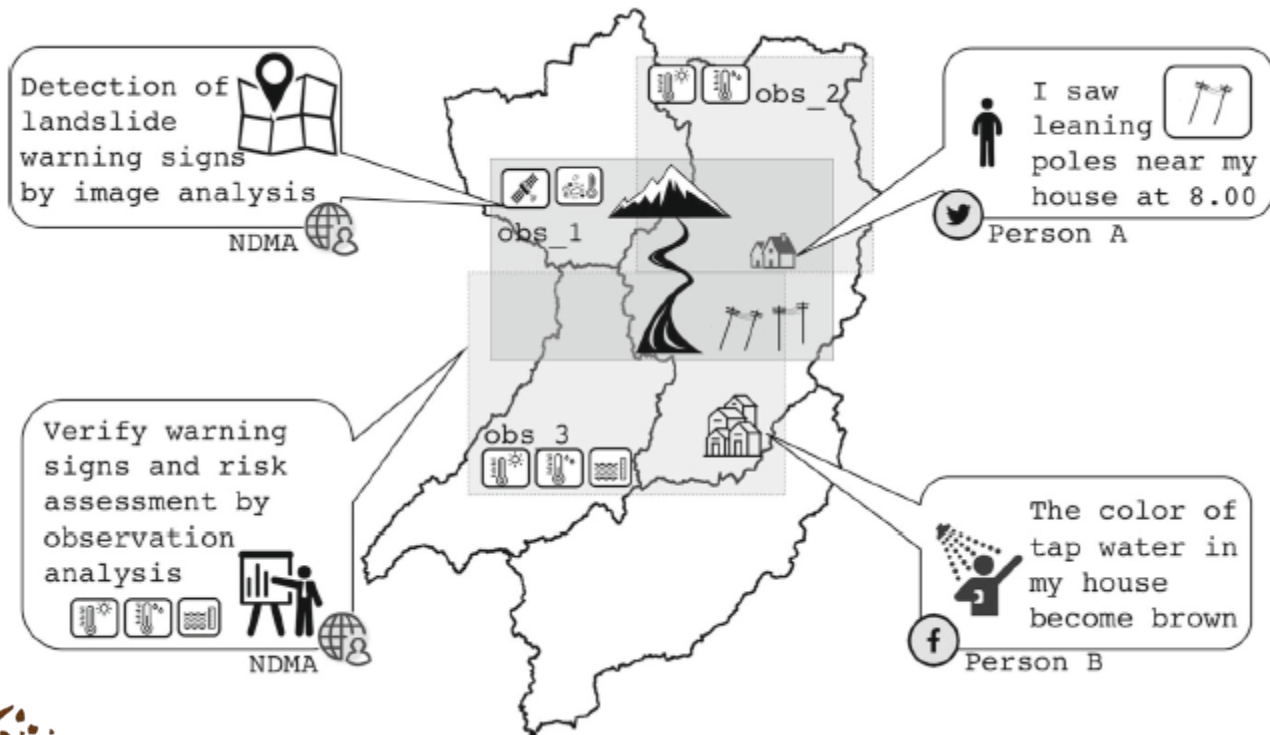 Detection of
landslide
warning signs
by image analysis
NDMA
obs_2
I saw
leaning
poles near my
house at 8.00
Person A
obs_1
Verify warning
signs and risk
assessment by
observation
analysis
NDMA
obs_3
The color of
tap water in
my house
become brown
f
Person B